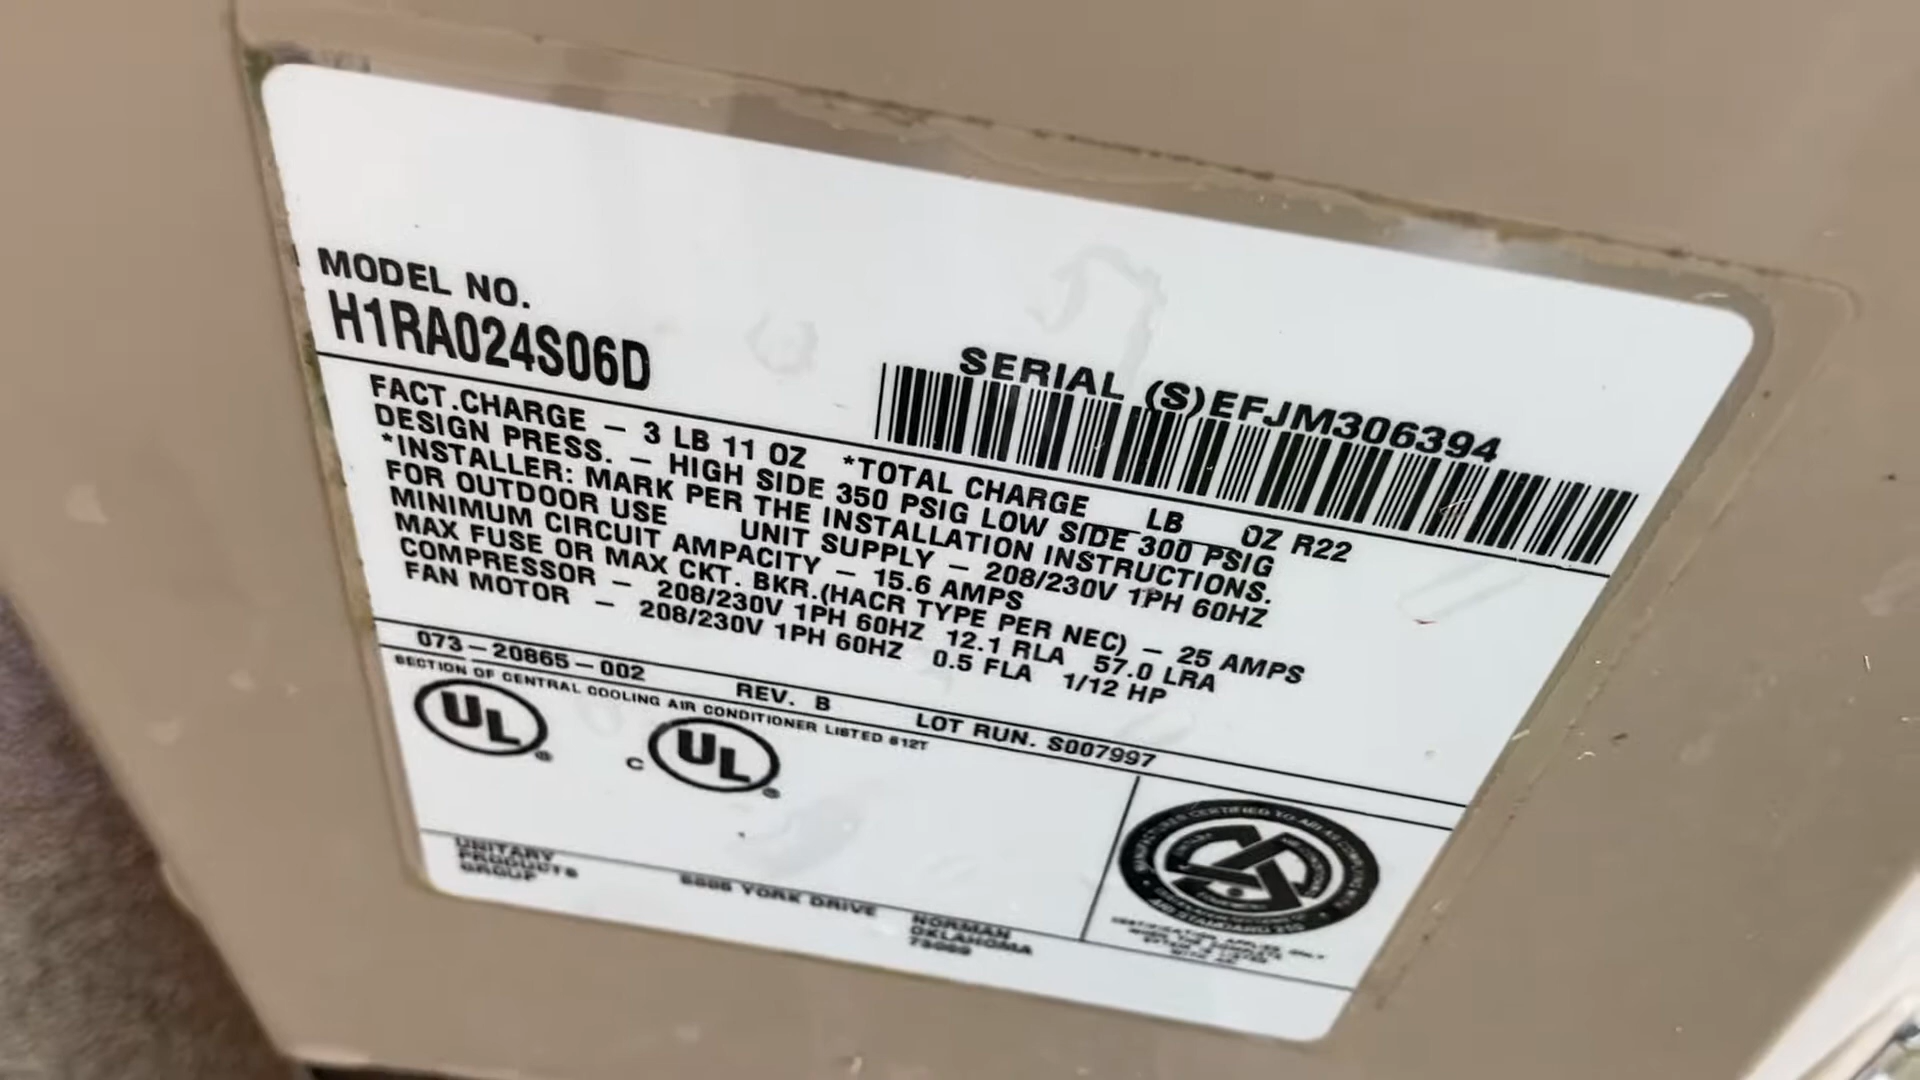 MODEL NO.
H1RA024S06D
SERIAL (S)EFJM306394
FACT.CHARGE – 3 LB 11 OZ *TOTAL CHARGE __ LB __ OZ R22
DESIGN PRESS. – HIGH SIDE 350 PSIG LOW SIDE 300 PSIG
*INSTALLER: MARK PER THE INSTALLATION INSTRUCTIONS.
FOR OUTDOOR USE UNIT SUPPLY – 208/230V 1PH 60HZ
MINIMUM CIRCUIT AMPACITY – 15.6 AMPS
MAX FUSE OR MAX CKT. BKR.(HACR TYPE PER NEC) – 25 AMPS
COMPRESSOR – 208/230V 1PH 60HZ 12.1 RLA 57.0 LRA
FAN MOTOR – 208/230V 1PH 60HZ 0.5 FLA 1/12 HP
073-20865-002 REV. B LOT RUN. S007997
SECTION OF CENTRAL COOLING AIR CONDITIONER LISTED 612T
UL®
C UL®
UNITARY
PRODUCTS
GROUP
YORK DRIVE
NORMAN
OKLAHOMA